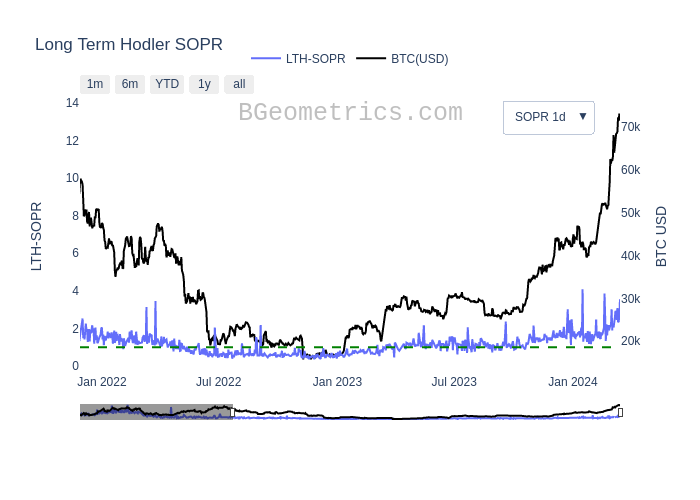 Long Term Hodler SOPR
LTH-SOPR
BTC(USD)
1m
6m
YTD
1y
all
BGeometrics.com
SOPR 1d ▼
14
12
10
8
6
4
2
0
LTH-SOPR
70k
60k
50k
40k
30k
20k
BTC USD
Jan 2022
Jul 2022
Jan 2023
Jul 2023
Jan 2024